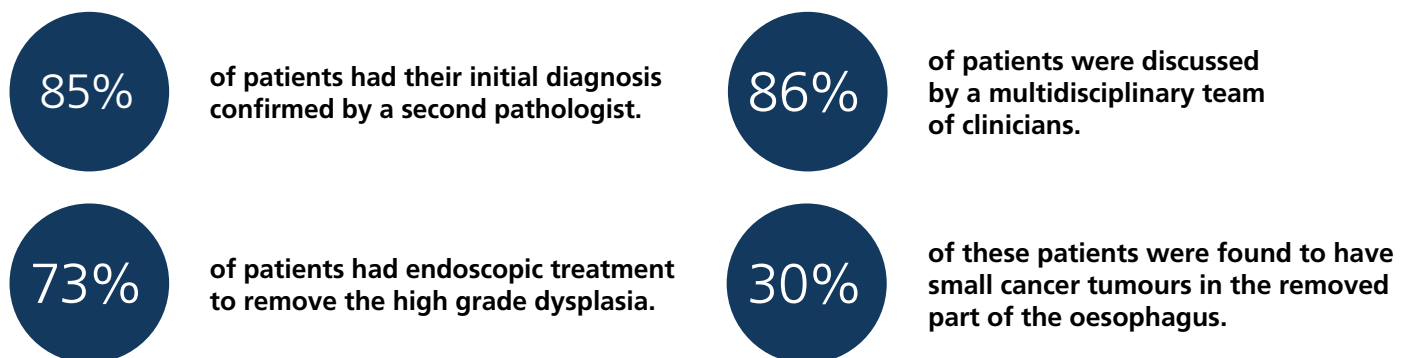 85%
of patients had their initial diagnosis
confirmed by a second pathologist.
86%
of patients were discussed
by a multidisciplinary team
of clinicians.
73%
of patients had endoscopic treatment
to remove the high grade dysplasia.
30%
of these patients were found to have
small cancer tumours in the removed
part of the oesophagus.